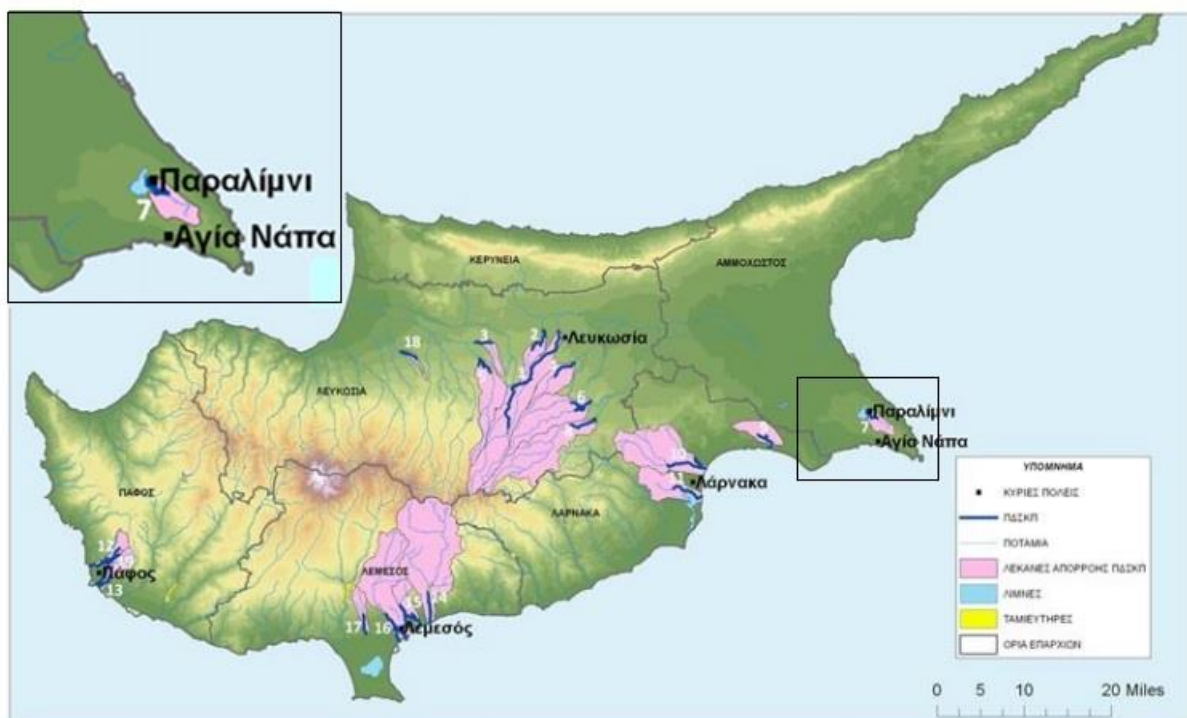 Παραλίμνι
7
Αγία Νάπα
ΚΕΡΥΝΕΙΑ
ΑΜΜΟΧΩΣΤΟΣ
18
3
2
Λευκωσία
ΛΕΥΚΩΣΙΑ
6
Παραλίμνι
7
Αγία Νάπα
Λάρνακα
ΛΑΡΝΑΚΑ
ΠΑΦΟΣ
12
Πάφος
13
ΛΕΜΕΣΟΣ
15
14
17
16
Λεμεσός
ΥΠΟΜΝΗΜΑ
ΚΥΡΙΕΣ ΠΟΛΕΙΣ
ΠΔΣΚΠ
ΠΟΤΑΜΙΑ
ΛΕΚΑΝΕΣ ΑΠΟΡΡΟΗΣ ΠΔΣΚΠ
ΛΙΜΝΕΣ
ΤΑΜΙΕΥΤΗΡΕΣ
ΟΡΙΑ ΕΠΑΡΧΙΩΝ
0 5 10 20 Miles